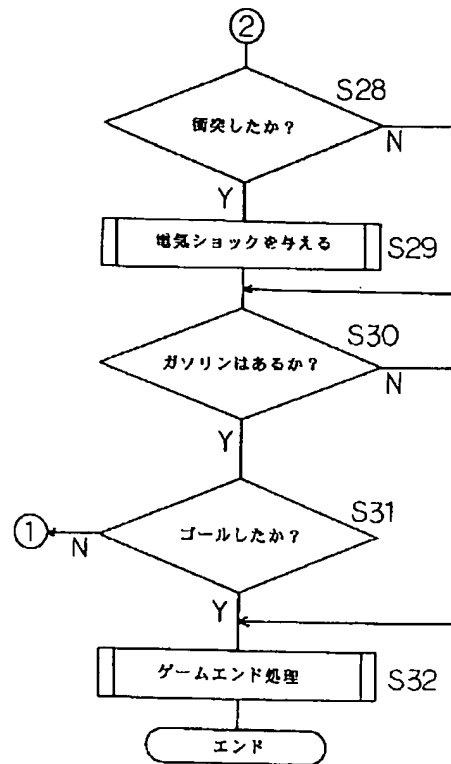 ②
S28
衝突したか？
N
Y
電気ショックを与える
S29
S30
ガソリンはあるか？
N
Y
S31
ゴールしたか？
①
N
Y
ゲームエンド処理
S32
エンド